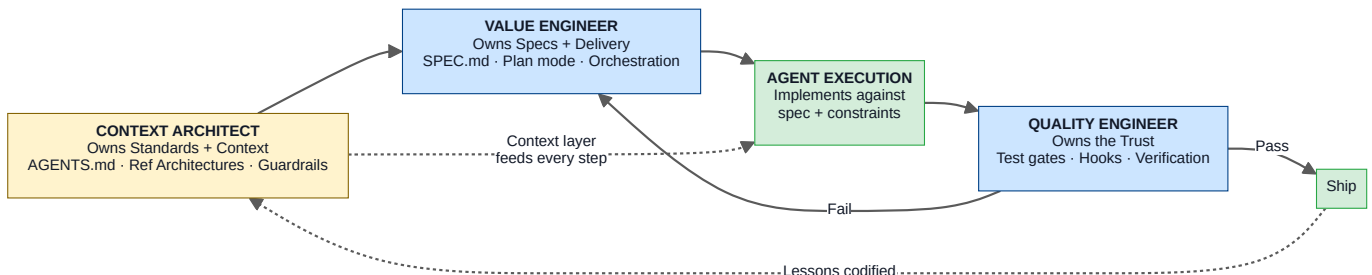 CONTEXT ARCHITECT
Owns Standards + Context
AGENTS.md · Ref Architectures · Guardrails
VALUE ENGINEER
Owns Specs + Delivery
SPEC.md · Plan mode · Orchestration
Context layer
feeds every step
AGENT EXECUTION
Implements against
spec + constraints
QUALITY ENGINEER
Owns the Trust
Test gates · Hooks · Verification
Pass
Ship
Fail
Lessons codified